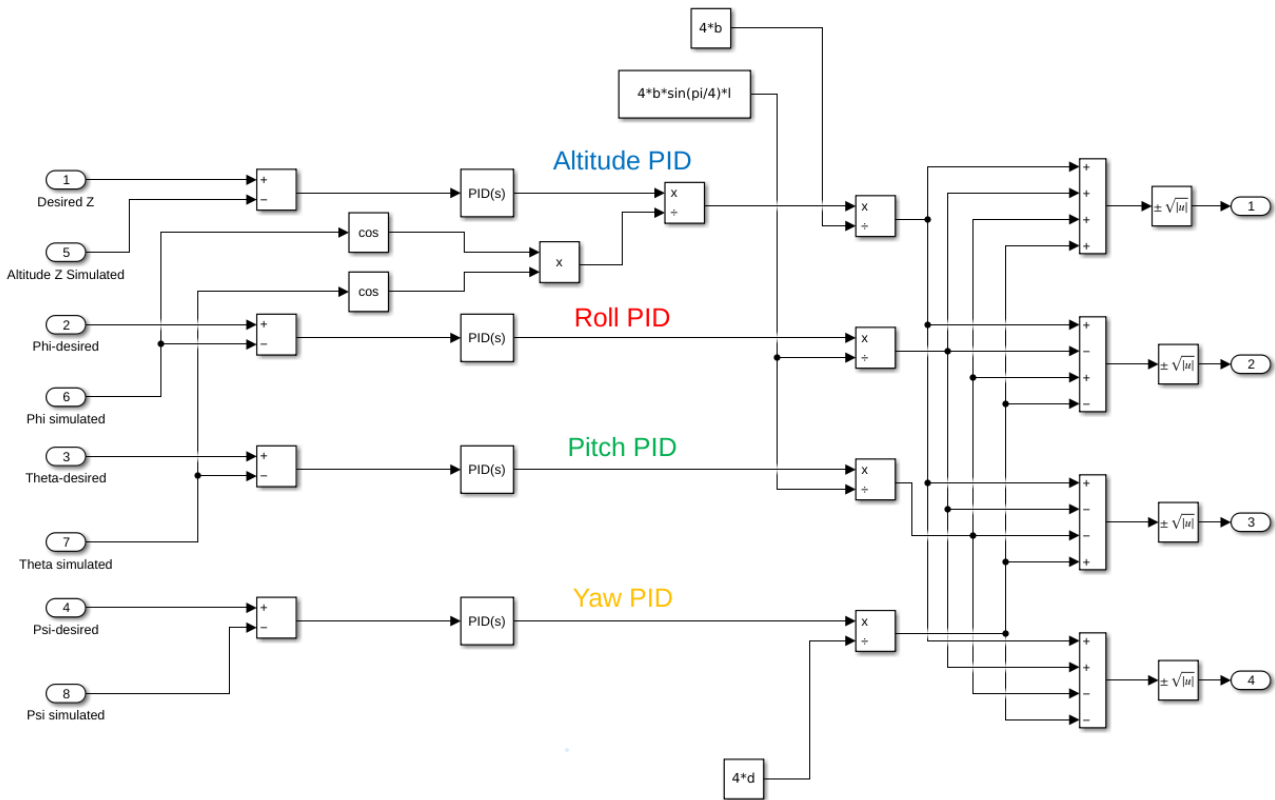 4*b
4*b*sin(pi/4)*l
Altitude PID
1
Desired Z
+
−
PID(s)
x
÷
5
Altitude Z Simulated
cos
cos
x
x
÷
+
+
+
+
± √|u|
1
Roll PID
2
Phi-desired
+
−
PID(s)
x
÷
+
−
+
−
± √|u|
2
6
Phi simulated
Pitch PID
3
Theta-desired
+
−
PID(s)
x
÷
+
−
−
+
± √|u|
3
7
Theta simulated
Yaw PID
4
Psi-desired
+
−
PID(s)
x
÷
+
+
−
−
± √|u|
4
8
Psi simulated
4*d